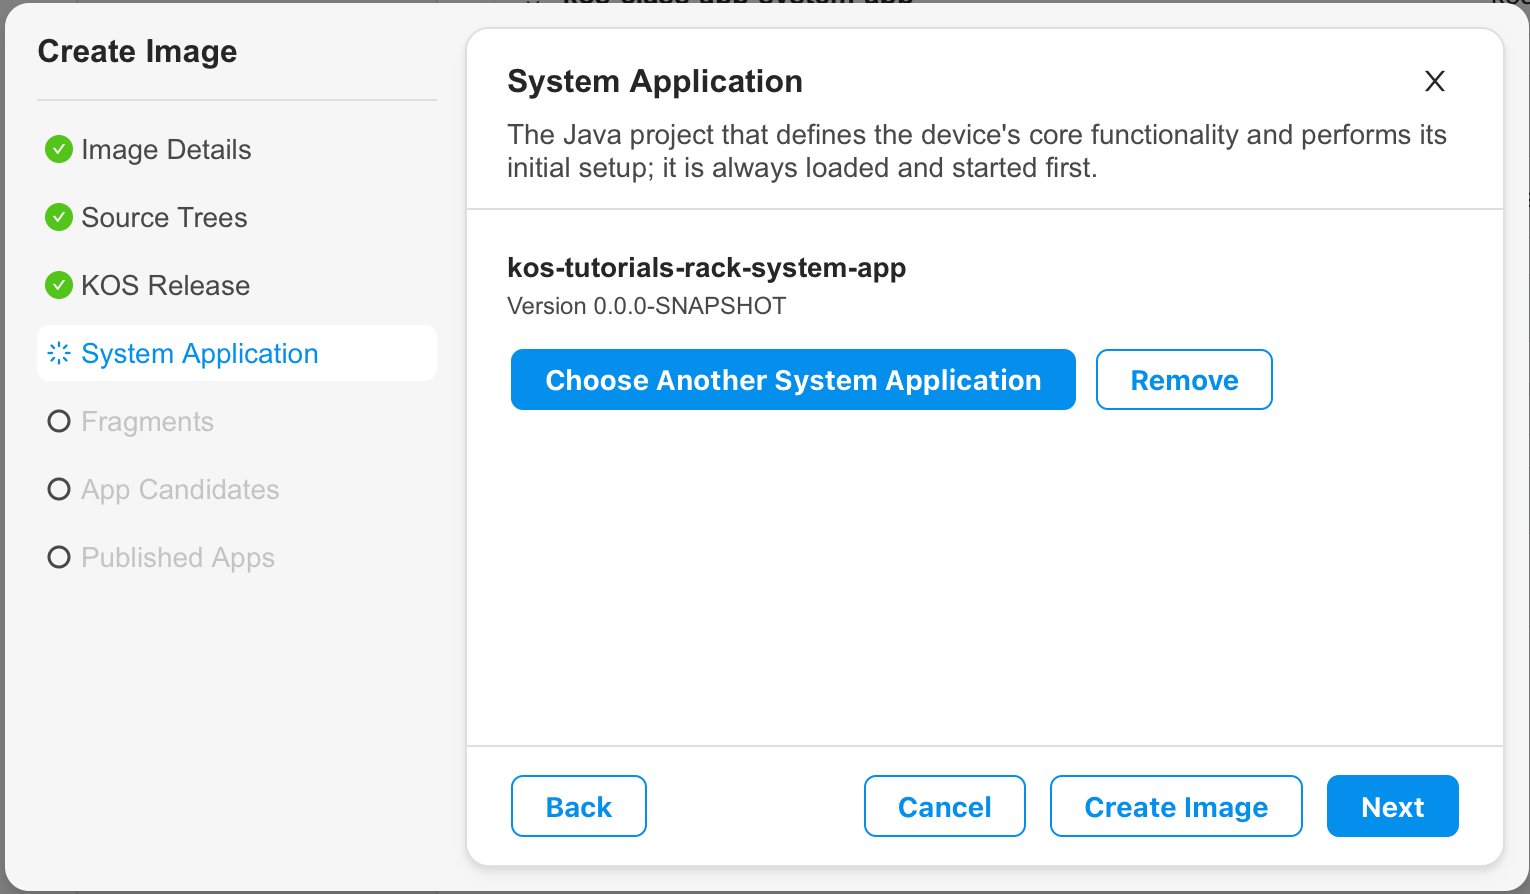 Create Image
Image Details
Source Trees
KOS Release
System Application
Fragments
App Candidates
Published Apps
System Application
X
The Java project that defines the device's core functionality and performs its
initial setup; it is always loaded and started first.
kos-tutorials-rack-system-app
Version 0.0.0-SNAPSHOT
Choose Another System Application
Remove
Back
Cancel
Create Image
Next